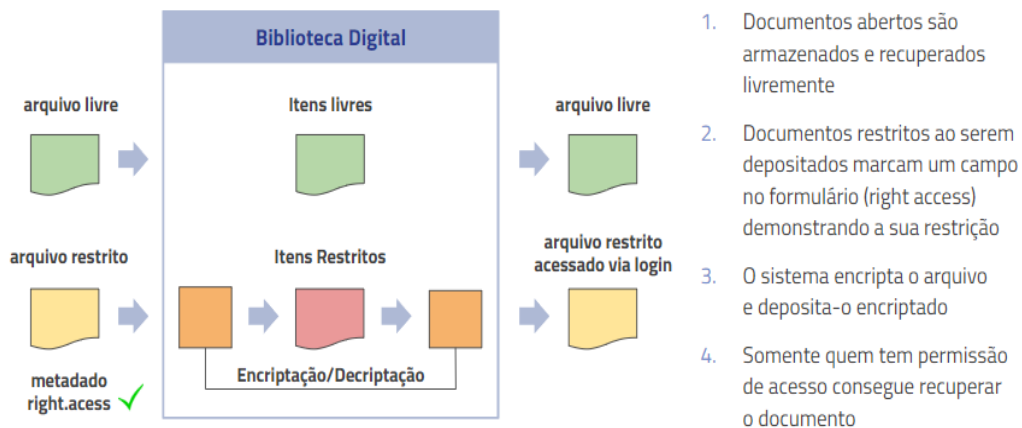 Biblioteca Digital
arquivo livre
Itens livres
arquivo livre
arquivo restrito
Itens Restritos
arquivo restrito
acessado via login
Encriptação/Decriptação
metadado
right.acess
1. Documentos abertos são
armazenados e recuperados
livremente
2. Documentos restritos ao serem
depositados marcam um campo
no formulário (right access)
demonstrando a sua restrição
3. O sistema encripta o arquivo
e deposita-o encriptado
4. Somente quem tem permissão
de acesso consegue recuperar
o documento